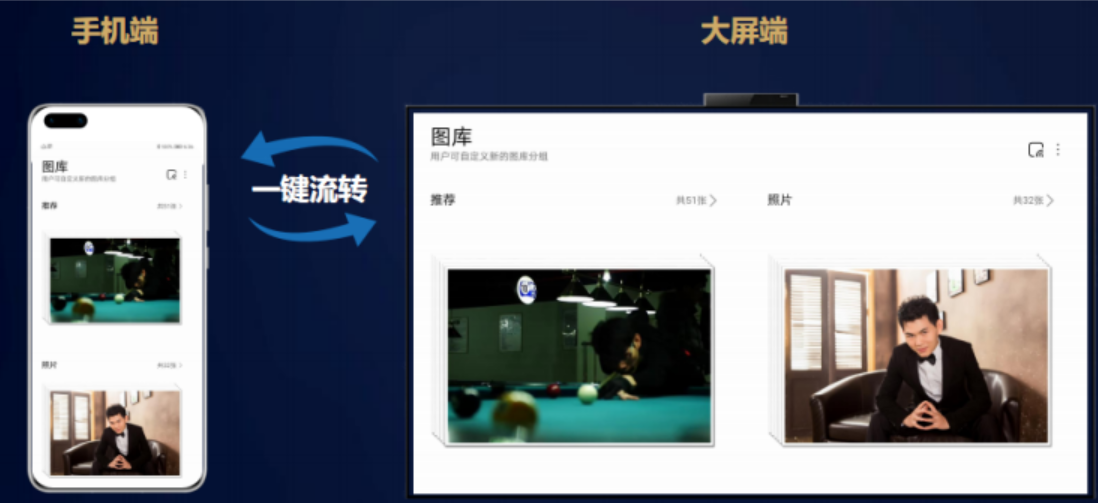 手机端
大屏端
图库
用户可自定义新的图库分组
推荐
共51张
照片
共32张
一键流转
图库
用户可自定义新的图库分组
推荐
共51张
照片
共32张